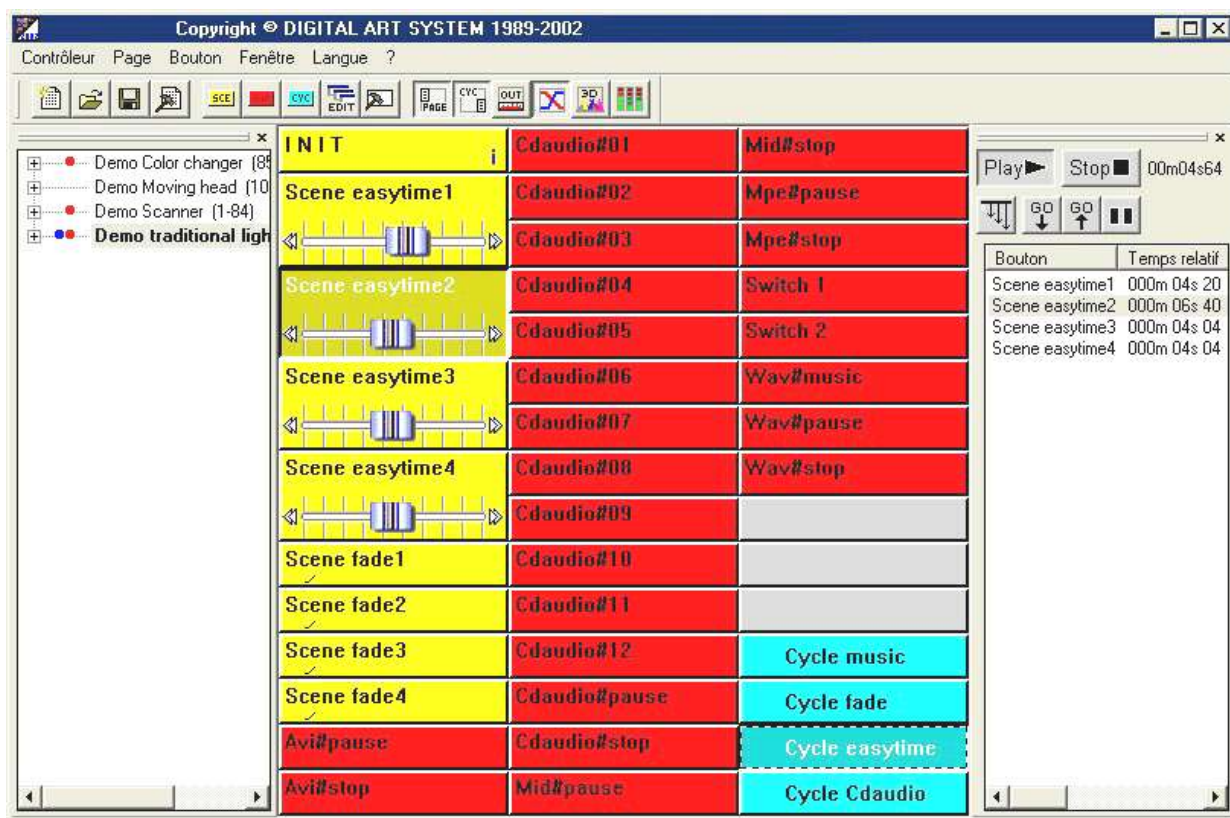 Copyright © DIGITAL ART SYSTEM 1989-2002
Contrôleur Page Bouton Fenêtre Langue ?
SCE CYC EDIT PAGE CYC OUT 3D
Demo Color changer (85
Demo Moving head (10
Demo Scanner (1-84)
Demo traditional ligh
INIT i
Scene easytime1
Scene easytime2
Scene easytime3
Scene easytime4
Scene fade1
Scene fade2
Scene fade3
Scene fade4
Avi#pause
Avi#stop
Cdaudio#01
Cdaudio#02
Cdaudio#03
Cdaudio#04
Cdaudio#05
Cdaudio#06
Cdaudio#07
Cdaudio#08
Cdaudio#09
Cdaudio#10
Cdaudio#11
Cdaudio#12
Cdaudio#pause
Cdaudio#stop
Mid#pause
Mid#stop
Mpe#pause
Mpe#stop
Switch 1
Switch 2
Wav#music
Wav#pause
Wav#stop
Cycle music
Cycle fade
Cycle easytime
Cycle Cdaudio
Play Stop 00m04s64
GO GO
Bouton Temps relatif
Scene easytime1 000m 04s 20
Scene easytime2 000m 06s 40
Scene easytime3 000m 04s 04
Scene easytime4 000m 04s 04